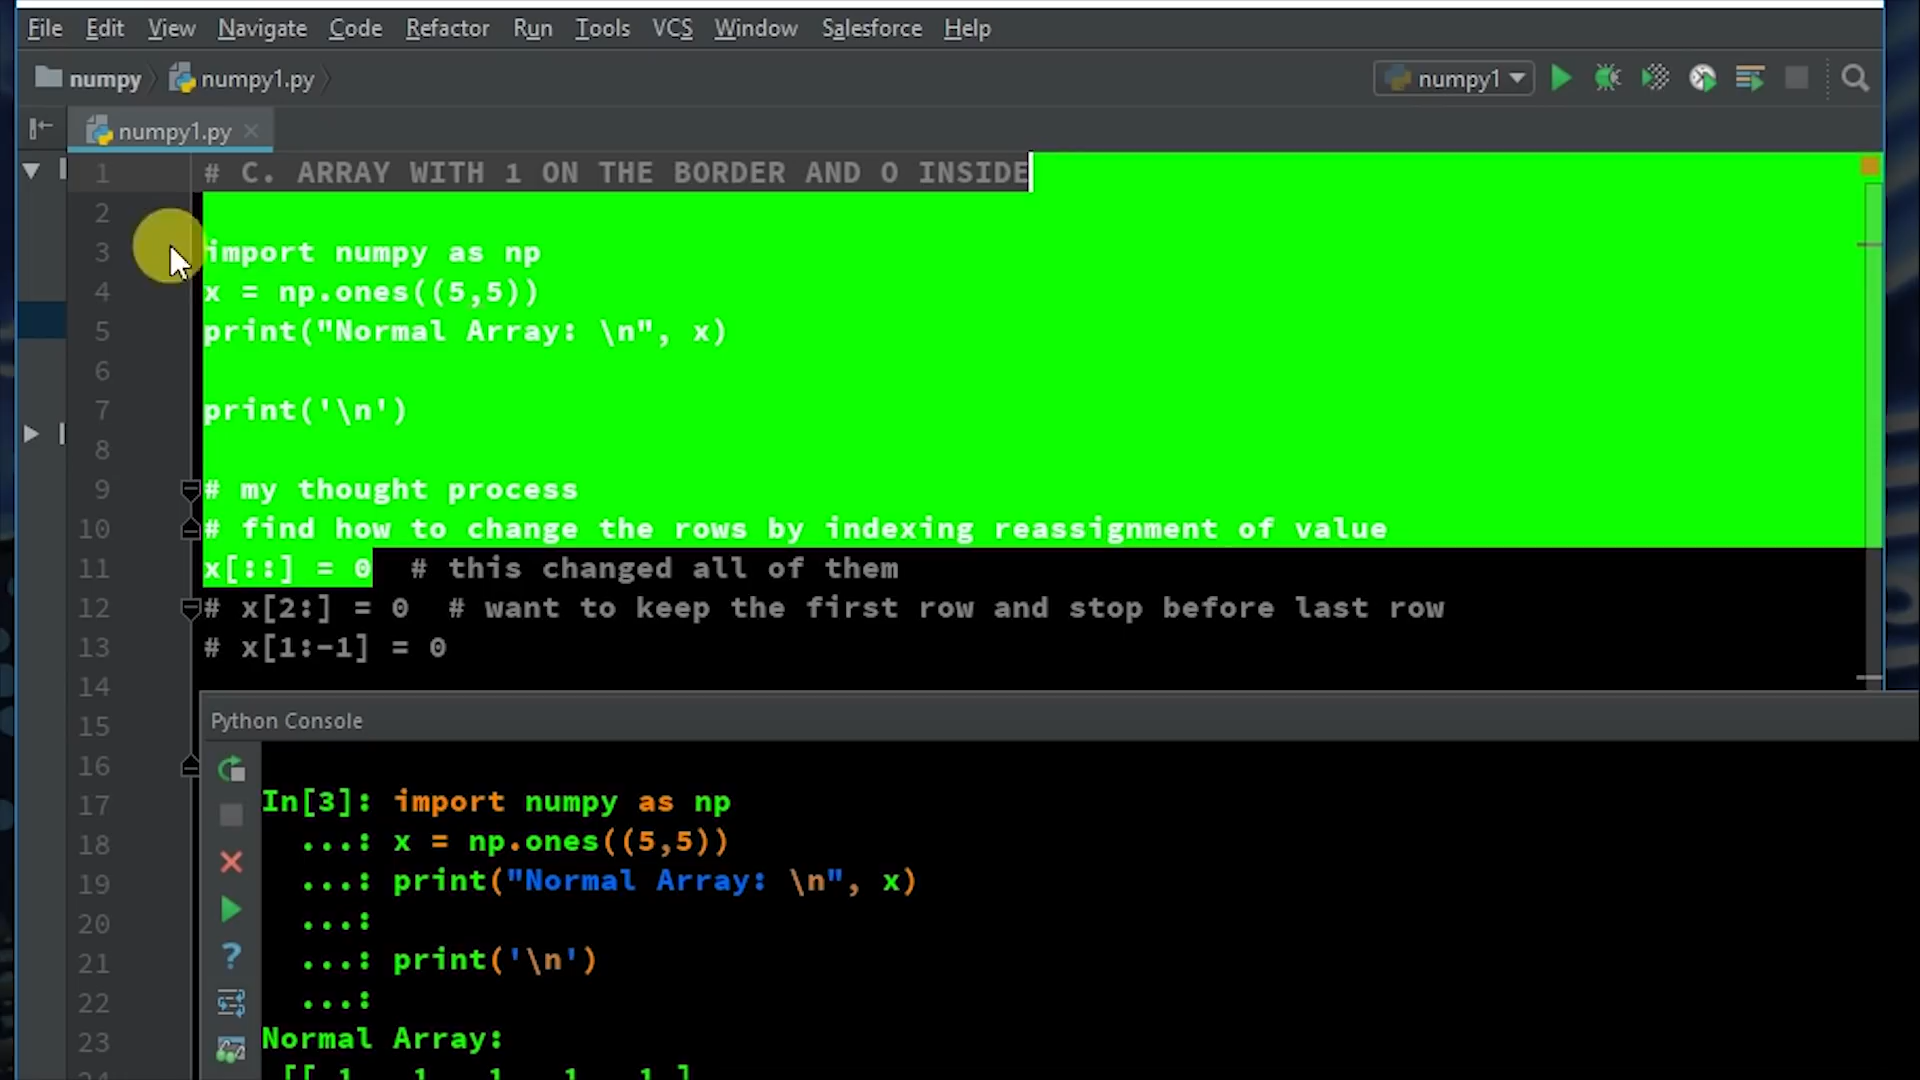 File Edit View Navigate Code Refactor Run Tools VCS Window Salesforce Help
numpy numpy1.py numpy1
numpy1.py
1 # C. ARRAY WITH 1 ON THE BORDER AND O INSIDE
2
3 import numpy as np
4 x = np.ones((5,5))
5 print("Normal Array: \n", x)
6
7 print('\n')
8
9 # my thought process
10 # find how to change the rows by indexing reassignment of value
11 x[::] = 0 # this changed all of them
12 # x[2:] = 0 # want to keep the first row and stop before last row
13 # x[1:-1] = 0
14
15
16
17
18
19
20
21
22
23
Python Console
In[3]: import numpy as np
...: x = np.ones((5,5))
...: print("Normal Array: \n", x)
...:
...: print('\n')
...:
Normal Array:
[[ 1. 1. 1. 1. 1.]